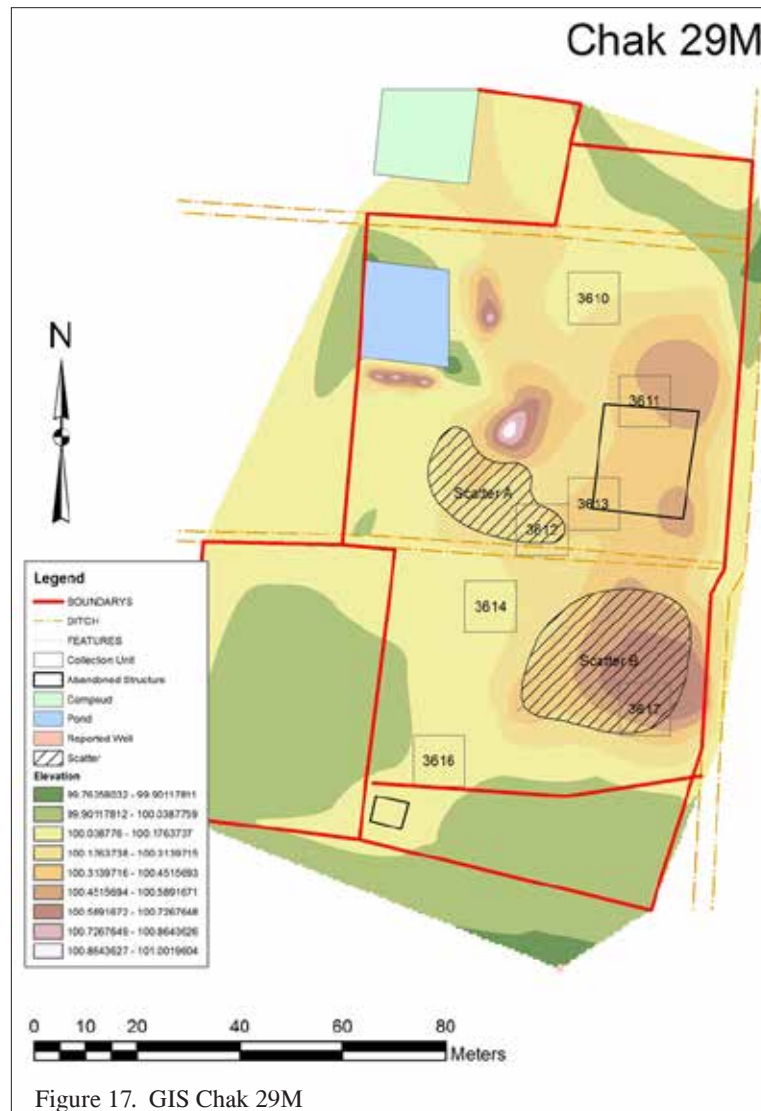 Chak 29M
3610
N
3611
Scatter A
3613
3612
3614
Scatter B
3617
3616
Legend
BOUNDARYS
DITCH
FEATURES
Collection Unit
Abandoned Structure
Compoud
Pond
Reported Well
Scatter
Elevation
99.76358032 - 99.90117811
99.90117812 - 100.0387759
100.038776 - 100.1763737
100.1763738 - 100.3139715
100.3139716 - 100.4515693
100.4515694 - 100.5891671
100.5891672 - 100.7267648
100.7267649 - 100.8643626
100.8643627 - 101.0019604
0 10 20 40 60 80
Meters
Figure 17. GIS Chak 29M